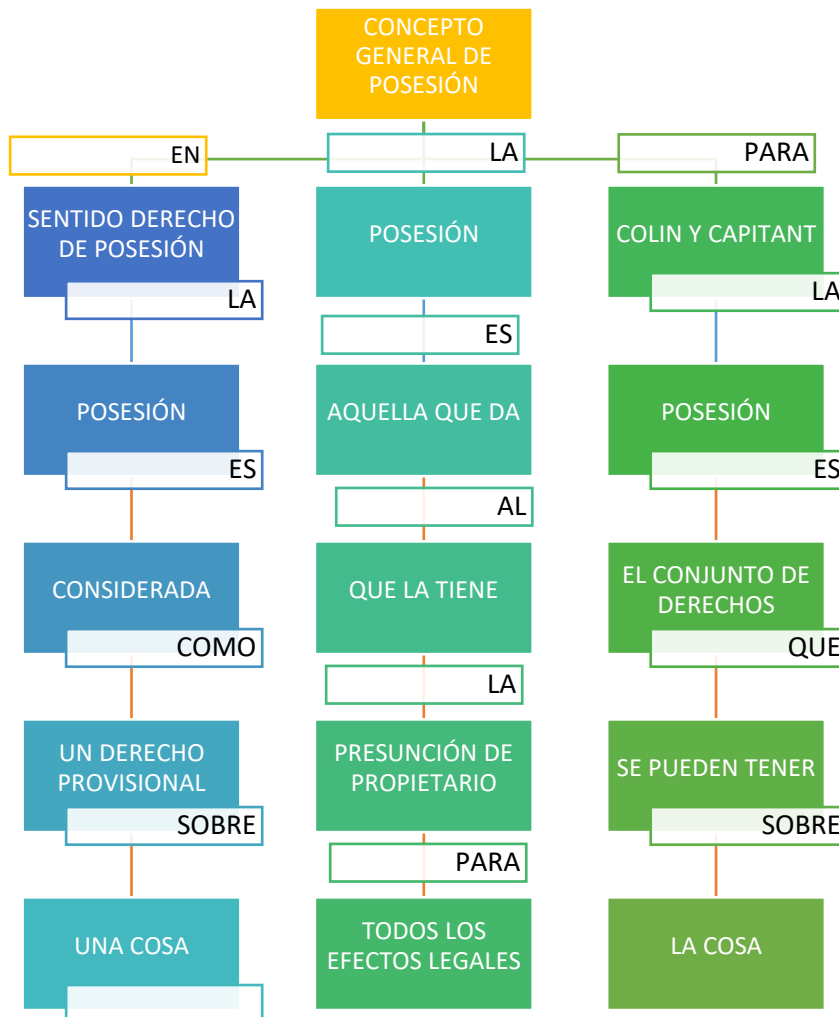 CONCEPTO
GENERAL DE
POSESIÓN
EN
LA
PARA
SENTIDO DERECHO
DE POSESIÓN
LA
POSESIÓN
ES
CONSIDERADA
COMO
UN DERECHO
PROVISIONAL
SOBRE
UNA COSA
POSESIÓN
ES
AQUELLA QUE DA
AL
QUE LA TIENE
LA
PRESUNCIÓN DE
PROPIETARIO
PARA
TODOS LOS
EFECTOS LEGALES
COLIN Y CAPITANT
LA
POSESIÓN
ES
EL CONJUNTO DE
DERECHOS
QUE
SE PUEDEN TENER
SOBRE
LA COSA